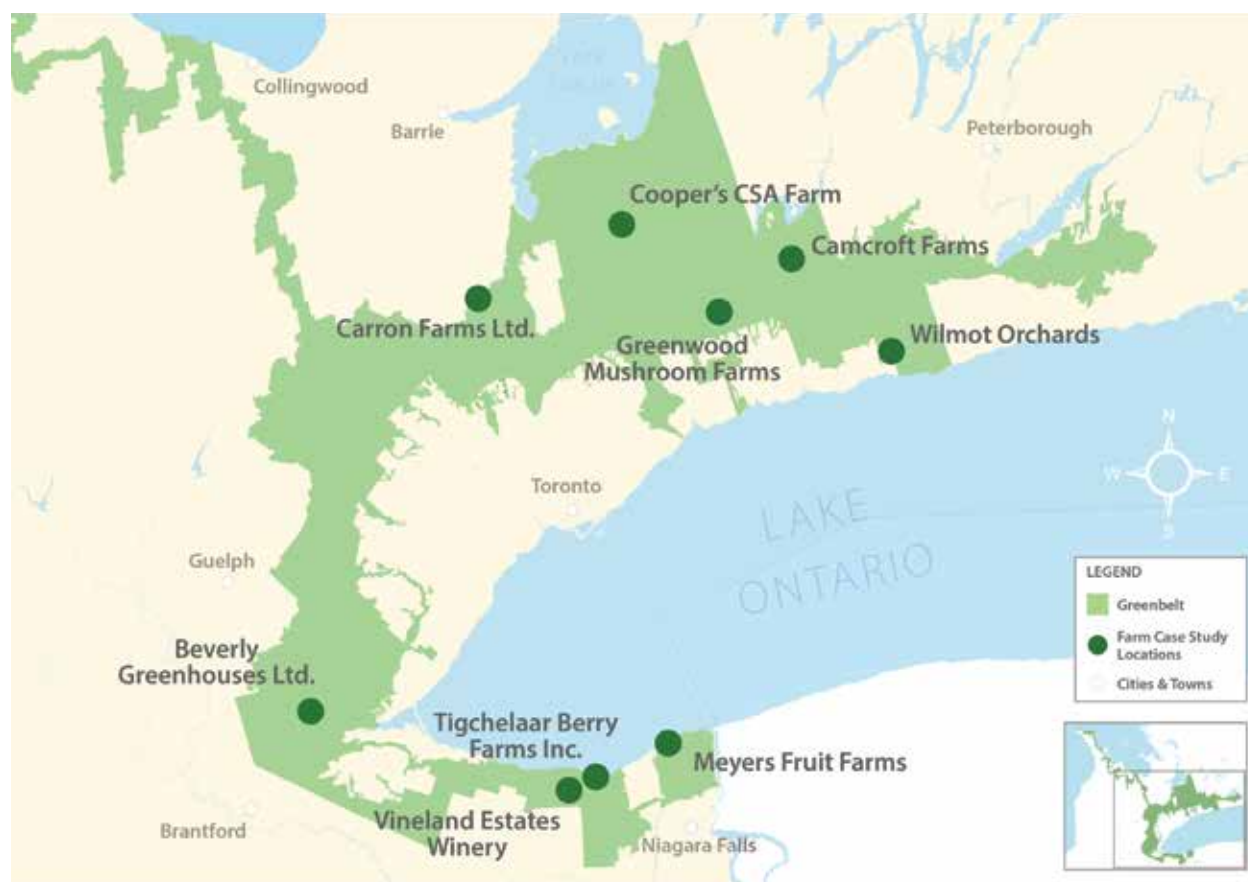 Collingwood
Barrie
Peterborough
Cooper's CSA Farm
Camcroft Farms
Carron Farms Ltd.
Greenwood
Mushroom Farms
Wilmot Orchards
N
W
E
S
Toronto
LAKE
ONTARIO
Guelph
Beverly
Greenhouses Ltd.
LEGEND
Greenbelt
Farm Case Study
Locations
Cities & Towns
Tigchelaar Berry
Farms Inc.
Meyers Fruit Farms
Vineland Estates
Winery
Brantford
Niagara Falls